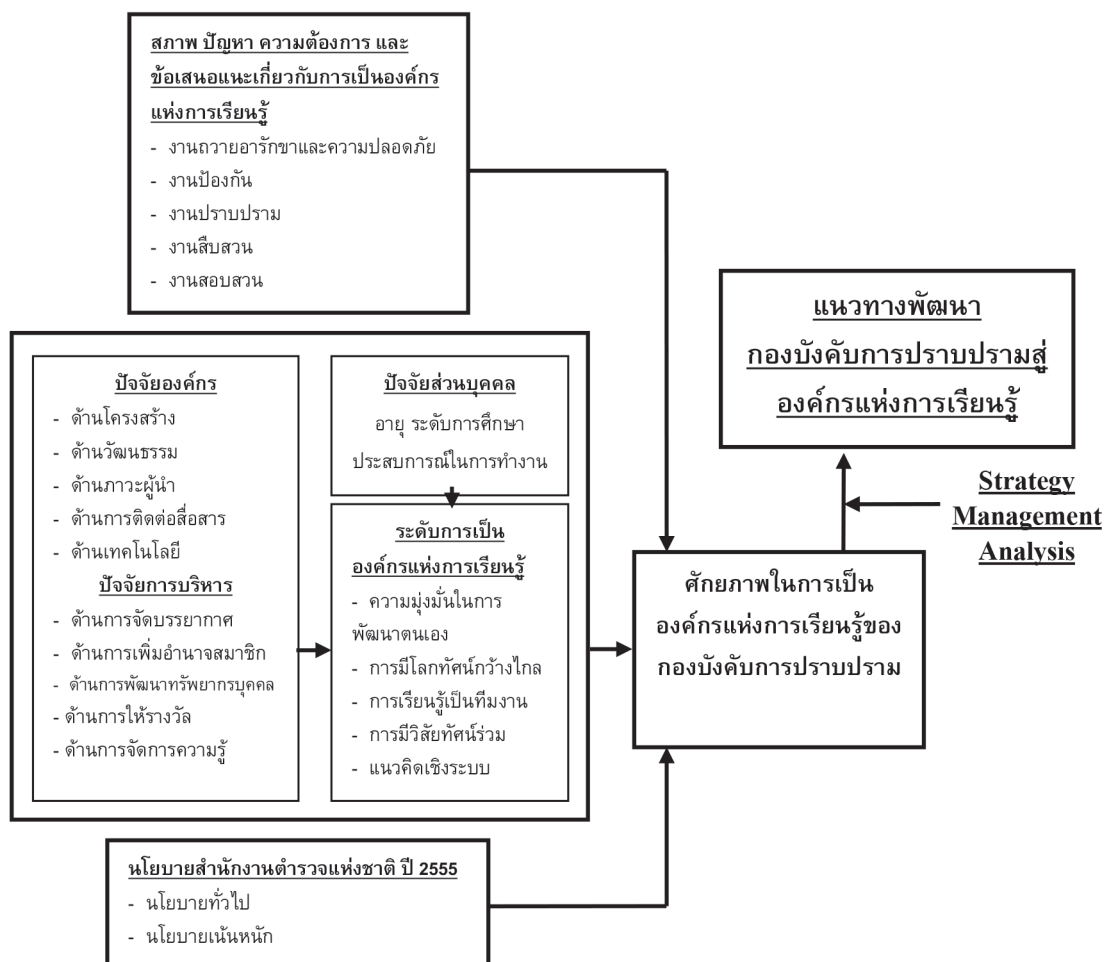 สภาพ ปัญหา ความต้องการ และ
ข้อเสนอแนะเกี่ยวกับการเป็นองค์กร
แห่งการเรียนรู้
- งานถวายอารักขาและความปลอดภัย
- งานป้องกัน
- งานปราบปราม
- งานสืบสวน
- งานสอบสวน
ปัจจัยองค์กร
- ด้านโครงสร้าง
- ด้านวัฒนธรรม
- ด้านภาวะผู้นำ
- ด้านการติดต่อสื่อสาร
- ด้านเทคโนโลยี
ปัจจัยการบริหาร
- ด้านการจัดบรรยากาศ
- ด้านการเพิ่มอำนาจสมาชิก
- ด้านการพัฒนาทรัพยากรบุคคล
- ด้านการให้รางวัล
- ด้านการจัดการความรู้
ปัจจัยส่วนบุคคล
อายุ ระดับการศึกษา
ประสบการณ์ในการทำงาน
ระดับการเป็น
องค์กรแห่งการเรียนรู้
- ความมุ่งมั่นในการ
พัฒนาตนเอง
- การมีโลกทัศน์กว้างไกล
- การเรียนรู้เป็นทีมงาน
- การมีวิสัยทัศน์ร่วม
- แนวคิดเชิงระบบ
นโยบายสำนักงานตำรวจแห่งชาติ ปี 2555
- นโยบายทั่วไป
- นโยบายเน้นหนัก
ศักยภาพในการเป็น
องค์กรแห่งการเรียนรู้ของ
กองบังคับการปราบปราม
Strategy
Management
Analysis
แนวทางพัฒนา
กองบังคับการปราบปรามสู่
องค์กรแห่งการเรียนรู้